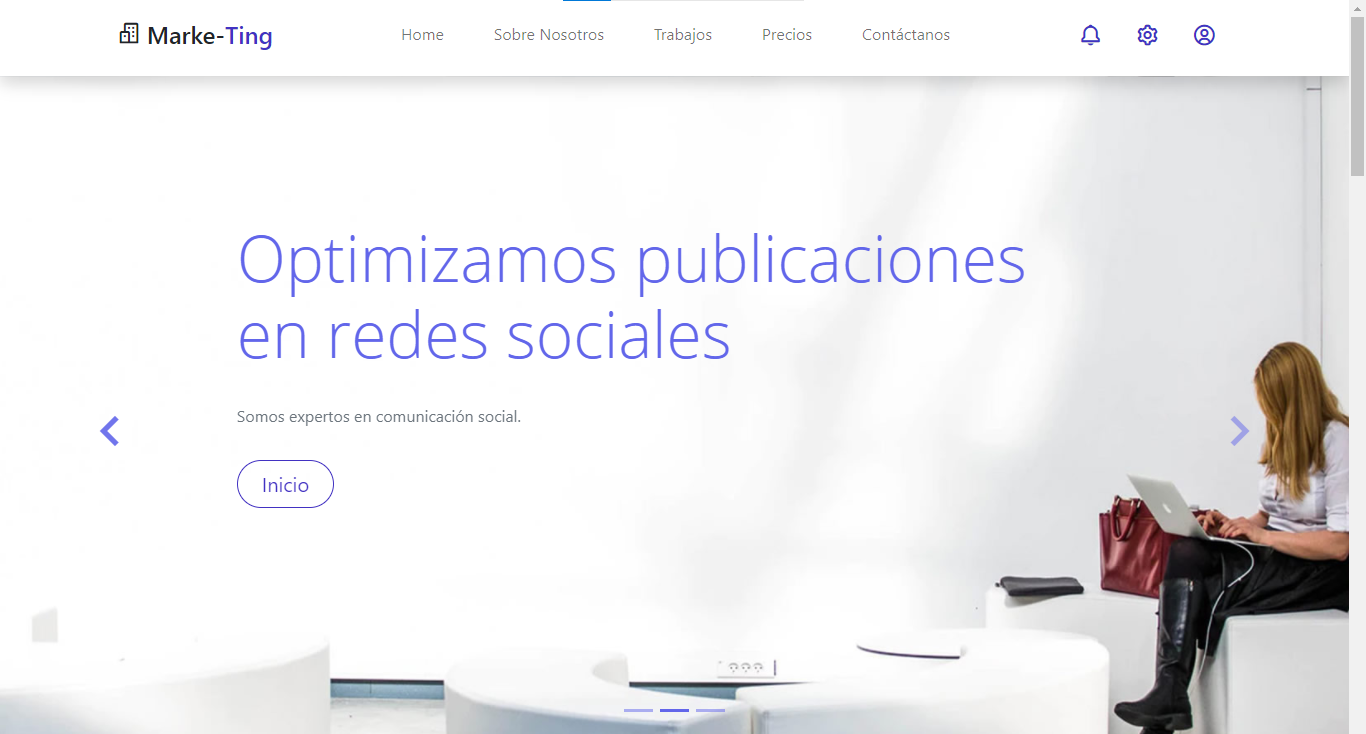 Marke-Ting
Home
Sobre Nosotros
Trabajos
Precios
Contáctanos
Optimizamos publicaciones
en redes sociales
Somos expertos en comunicación social.
Inicio